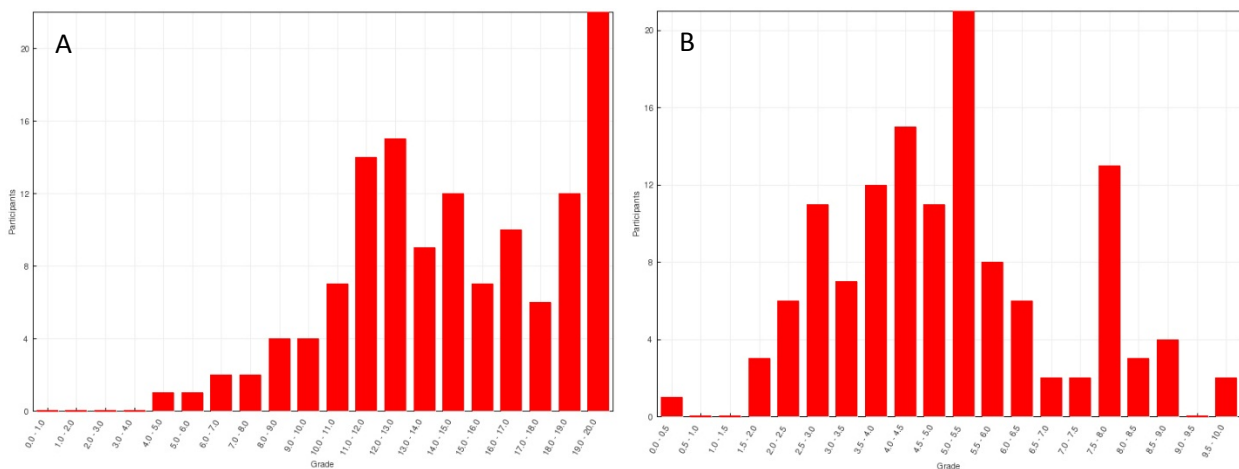 A
20
16
12
8
4
0
Participants
0.0 - 1.0
1.0 - 2.0
2.0 - 3.0
3.0 - 4.0
4.0 - 5.0
5.0 - 6.0
6.0 - 7.0
7.0 - 8.0
8.0 - 9.0
9.0 - 10.0
10.0 - 11.0
11.0 - 12.0
12.0 - 13.0
13.0 - 14.0
14.0 - 15.0
15.0 - 16.0
16.0 - 17.0
17.0 - 18.0
18.0 - 19.0
19.0 - 20.0
Grade
B
20
16
12
8
4
0
Participants
0.0 - 0.5
0.5 - 1.0
1.0 - 1.5
1.5 - 2.0
2.0 - 2.5
2.5 - 3.0
3.0 - 3.5
3.5 - 4.0
4.0 - 4.5
4.5 - 5.0
5.0 - 5.5
5.5 - 6.0
6.0 - 6.5
6.5 - 7.0
7.0 - 7.5
7.5 - 8.0
8.0 - 8.5
8.5 - 9.0
9.0 - 9.5
9.5 - 10.0
Grade